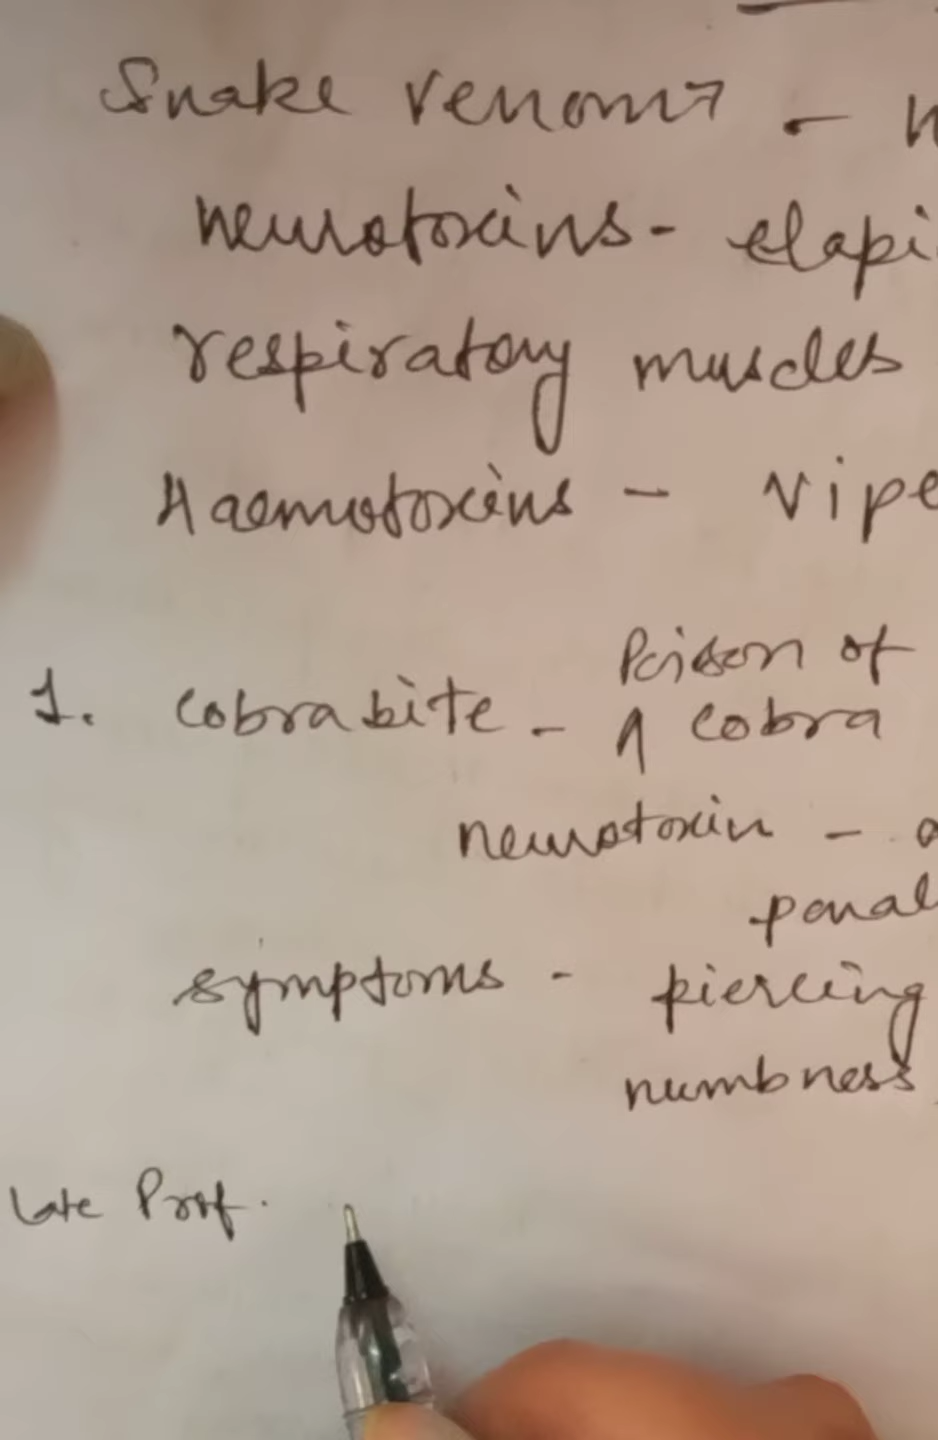 Snake venom - n
neurotoxins - elapi
respiratory muscles
Haemotoxins - vipe
Poison of
1. cobra bite - A cobra
neurotoxin - a
paral
symptoms - piercing
numbness,
Late Prof.